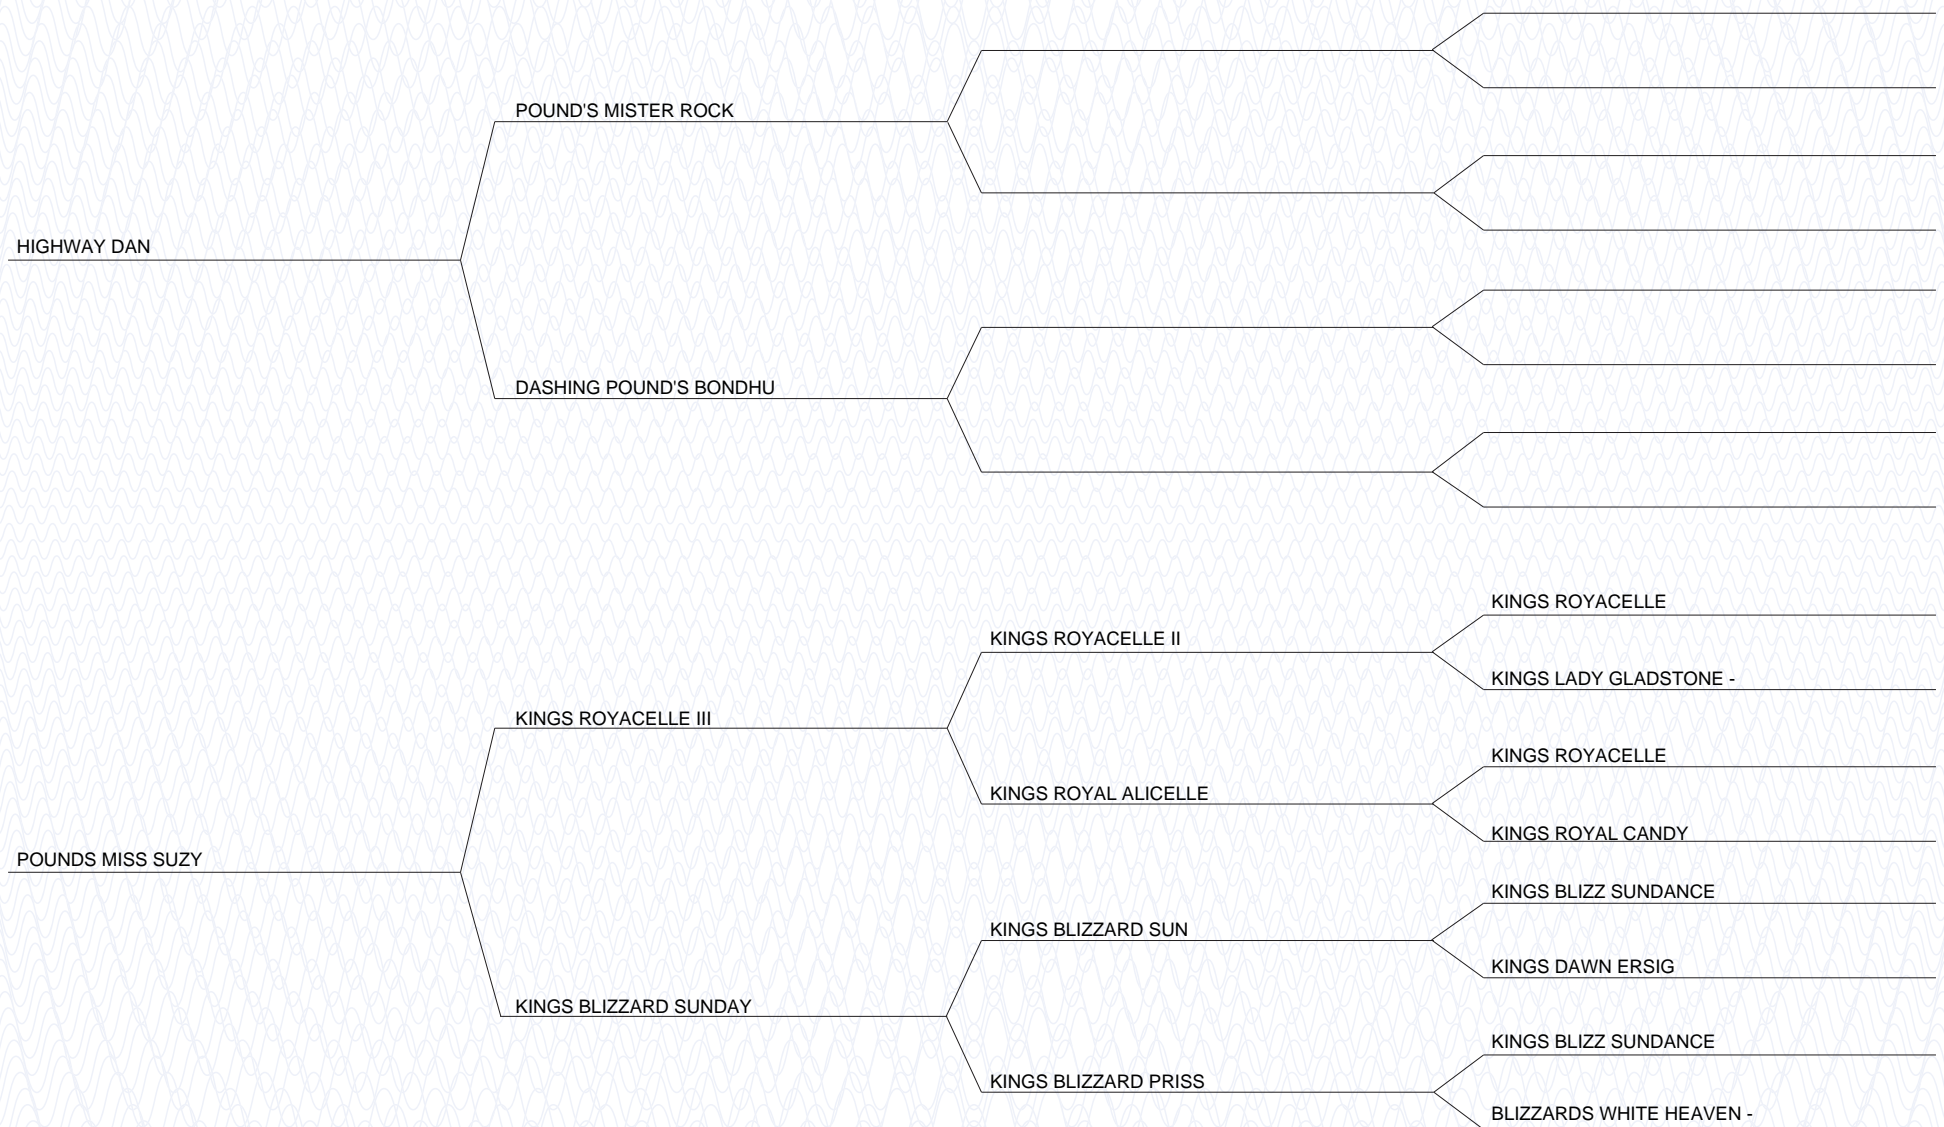 POUND'S MISTER ROCK
HIGHWAY DAN
DASHING POUND'S BONDHU
KINGS ROYACELLE
KINGS ROYACELLE II
KINGS LADY GLADSTONE -
KINGS ROYACELLE III
KINGS ROYACELLE
KINGS ROYAL ALICELLE
KINGS ROYAL CANDY
POUNDS MISS SUZY
KINGS BLIZZ SUNDANCE
KINGS BLIZZARD SUN
KINGS DAWN ERSIG
KINGS BLIZZARD SUNDAY
KINGS BLIZZ SUNDANCE
KINGS BLIZZARD PRISS
BLIZZARDS WHITE HEAVEN -